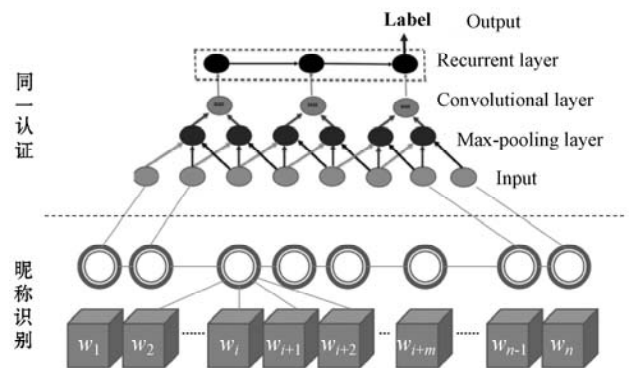 Label Output
Recurrent layer
Convolutional layer
Max-pooling layer
Input
同一认证
昵称识别
w1 w2 ...... wi wi+1 wi+2 ... wi+m ...... wn-1 wn